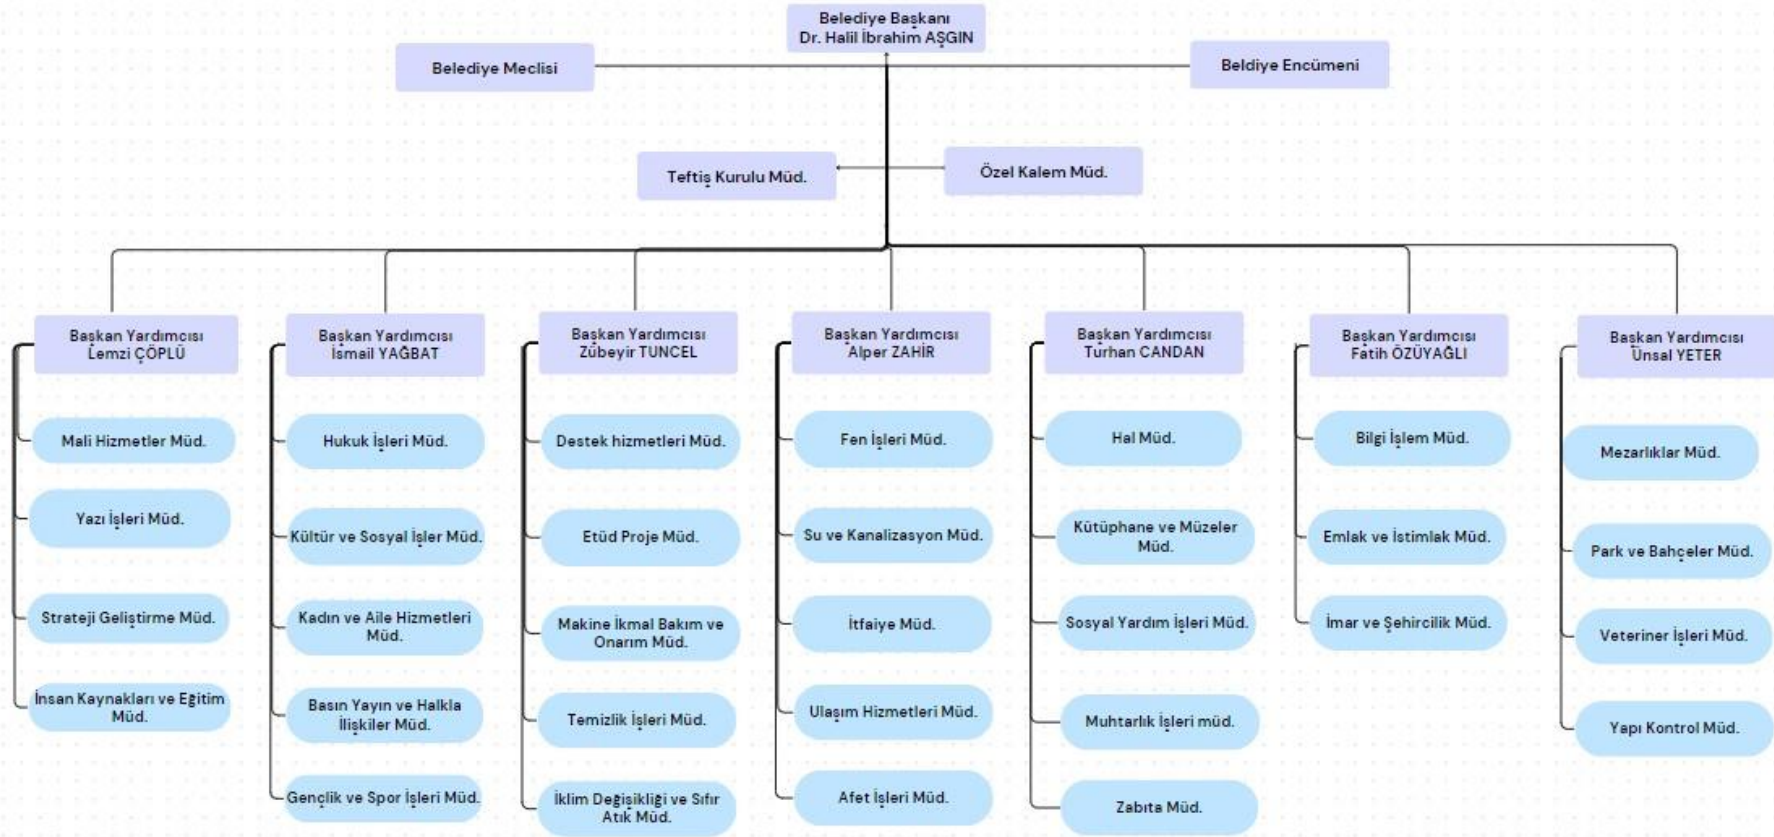 Belediye Başkanı
Dr. Halil İbrahim AŞGIN
Belediye Meclisi
Beldiye Encümeni
Teftiş Kurulu Müd.
Özel Kalem Müd.
Başkan Yardımcısı
Lemzi ÇÖPLÜ
Mali Hizmetler Müd.
Yazı İşleri Müd.
Strateji Geliştirme Müd.
İnsan Kaynakları ve Eğitim
Müd.
Başkan Yardımcısı
İsmail YAĞBAT
Hukuk İşleri Müd.
Kültür ve Sosyal İşler Müd.
Kadın ve Aile Hizmetleri
Müd.
Basın Yayın ve Halkla
İlişkiler Müd.
Gençlik ve Spor İşleri Müd.
Başkan Yardımcısı
Zübeyir TUNCEL
Destek hizmetleri Müd.
Etüd Proje Müd.
Makine İkmal Bakım ve
Onarım Müd.
Temizlik İşleri Müd.
İklim Değişikliği ve Sıfır
Atık Müd.
Başkan Yardımcısı
Alper ZAHİR
Fen İşleri Müd.
Su ve Kanalizasyon Müd.
İtfaiye Müd.
Ulaşım Hizmetleri Müd.
Afet İşleri Müd.
Başkan Yardımcısı
Turhan CANDAN
Hal Müd.
Kütüphane ve Müzeler
Müd.
Sosyal Yardım İşleri Müd.
Muhtarlık İşleri müd.
Zabıta Müd.
Başkan Yardımcısı
Fatih ÖZÜYAĞLI
Bilgi İşlem Müd.
Emlak ve İstimlak Müd.
İmar ve Şehircilik Müd.
Başkan Yardımcısı
Ünsal YETER
Mezarlıklar Müd.
Park ve Bahçeler Müd.
Veteriner İşleri Müd.
Yapı Kontrol Müd.